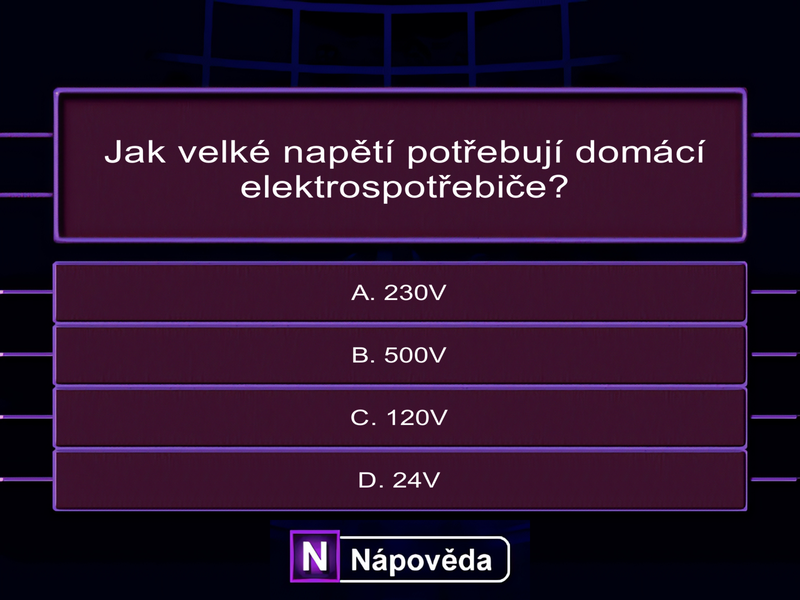 Jak velké napětí potřebují domácí
elektrospotřebiče?
A. 230V
B. 500V
C. 120V
D. 24V
N Nápověda